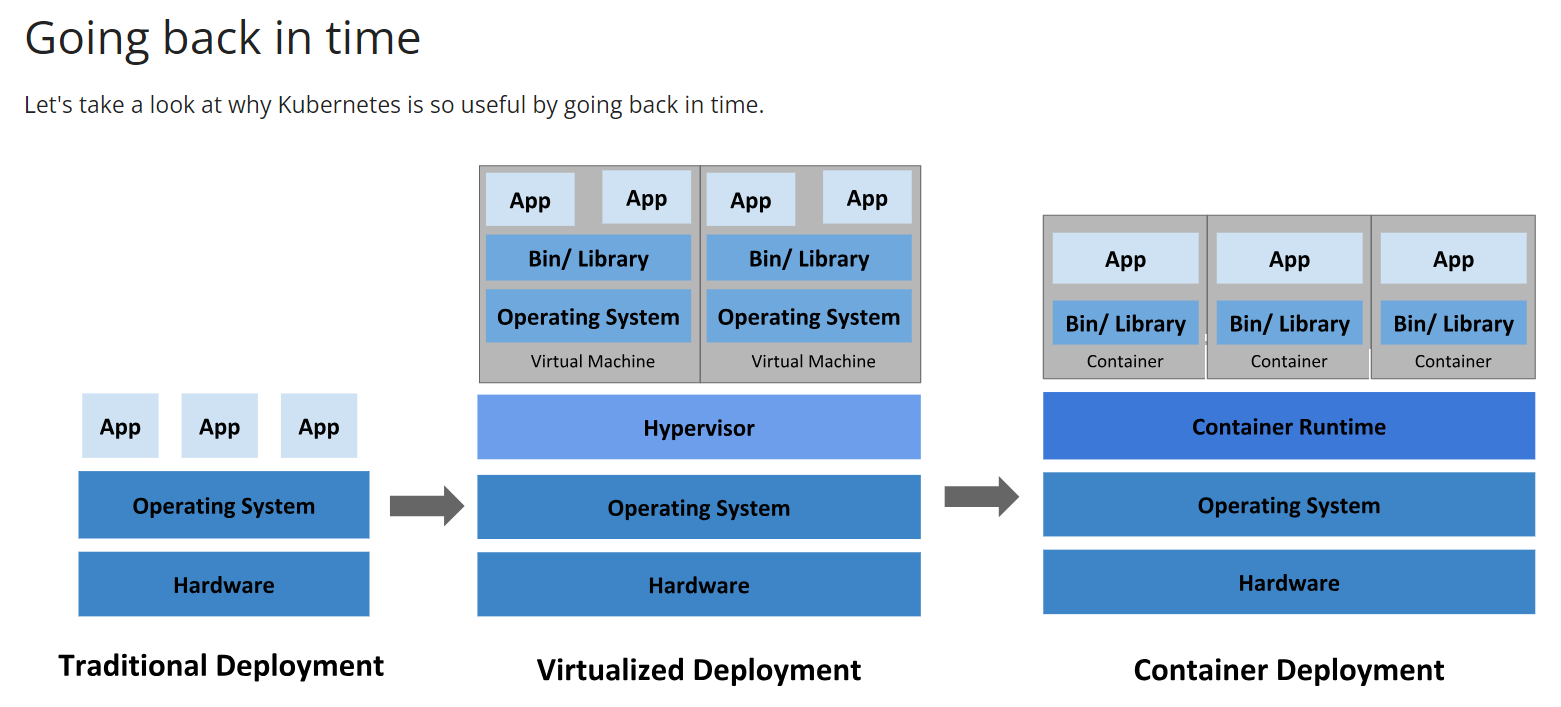 Going back in time
Let's take a look at why Kubernetes is so useful by going back in time.
App
App
App
Operating System
Hardware
Traditional Deployment
App
App
App
App
Bin/ Library
Bin/ Library
Operating System
Operating System
Virtual Machine
Virtual Machine
Hypervisor
Operating System
Hardware
Virtualized Deployment
App
App
App
Bin/ Library
Bin/ Library
Bin/ Library
Container
Container
Container
Container Runtime
Operating System
Hardware
Container Deployment